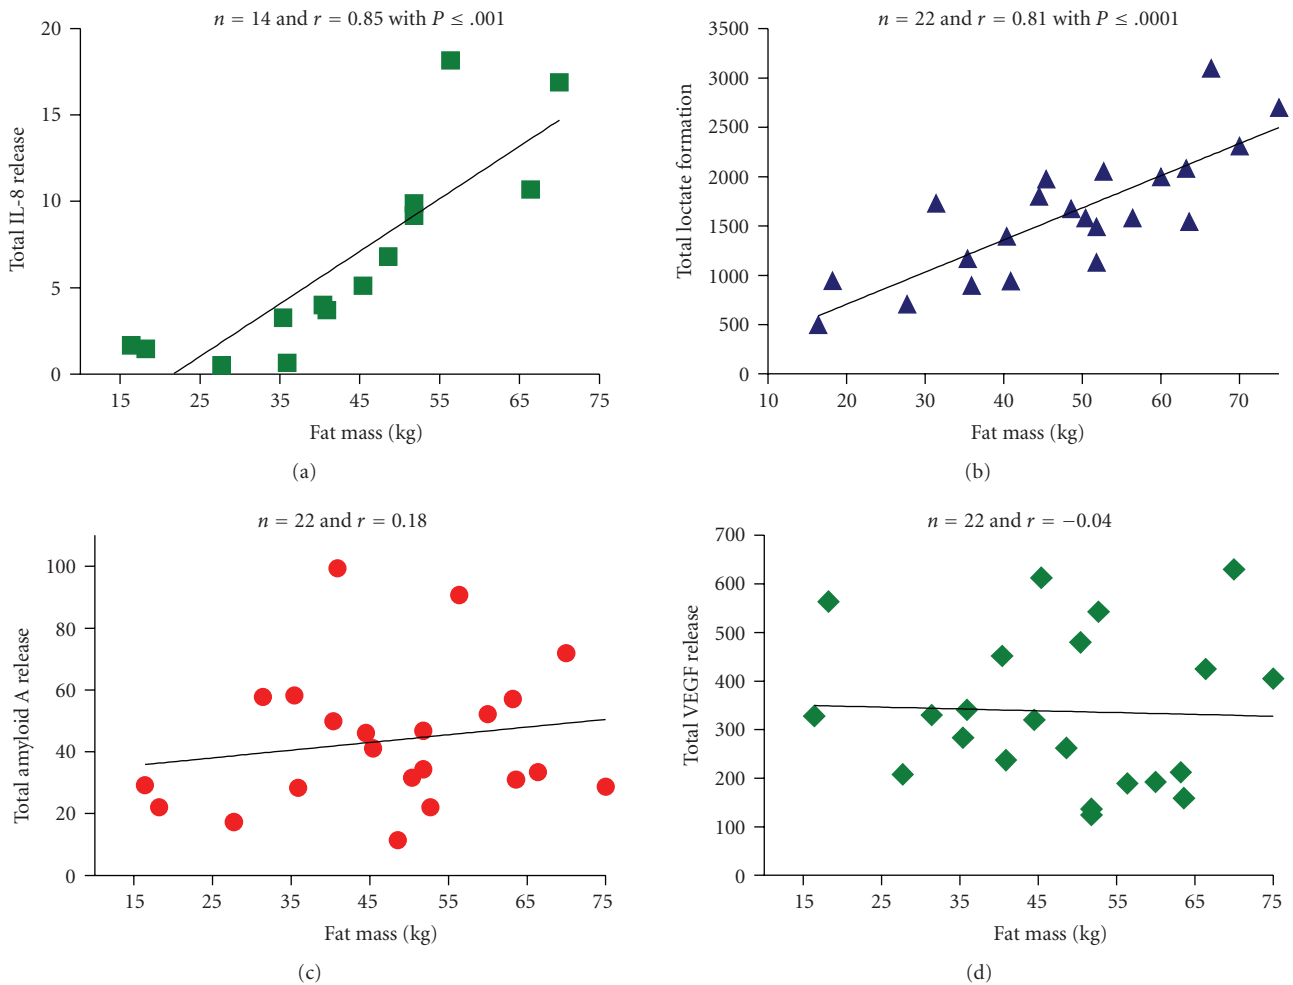 n = 14 and r = 0.85 with P ≤ .001
20
15
10
5
0
Total IL-8 release
15 25 35 45 55 65 75
Fat mass (kg)
(a)
n = 22 and r = 0.81 with P ≤ .0001
3500
3000
2500
2000
1500
1000
500
0
Total loctate formation
10 20 30 40 50 60 70
Fat mass (kg)
(b)
n = 22 and r = 0.18
100
80
60
40
20
0
Total amyloid A release
15 25 35 45 55 65 75
Fat mass (kg)
(c)
n = 22 and r = −0.04
700
600
500
400
300
200
100
0
Total VEGF release
15 25 35 45 55 65 75
Fat mass (kg)
(d)